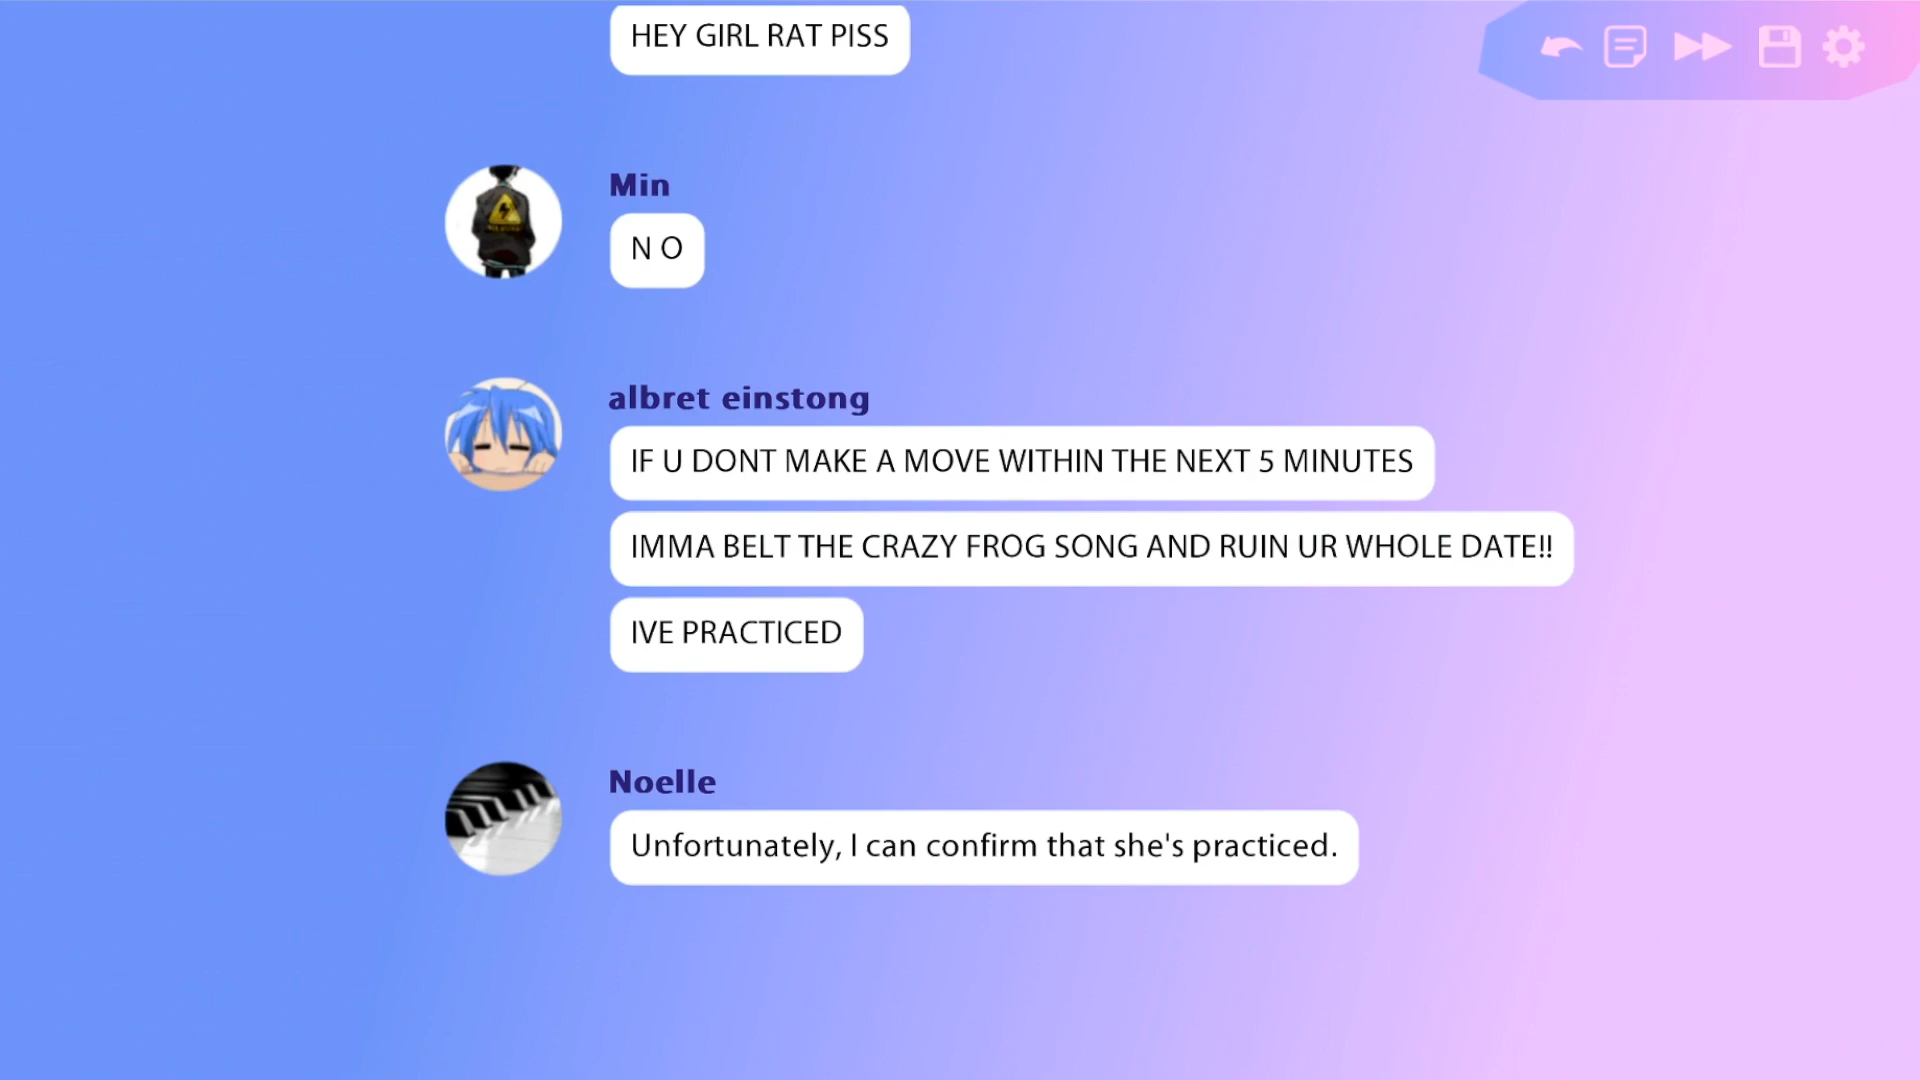 HEY GIRL RAT PISS
Min
N O
albret einstong
IF U DONT MAKE A MOVE WITHIN THE NEXT 5 MINUTES
IMMA BELT THE CRAZY FROG SONG AND RUIN UR WHOLE DATE!!
IVE PRACTICED
Noelle
Unfortunately, I can confirm that she's practiced.